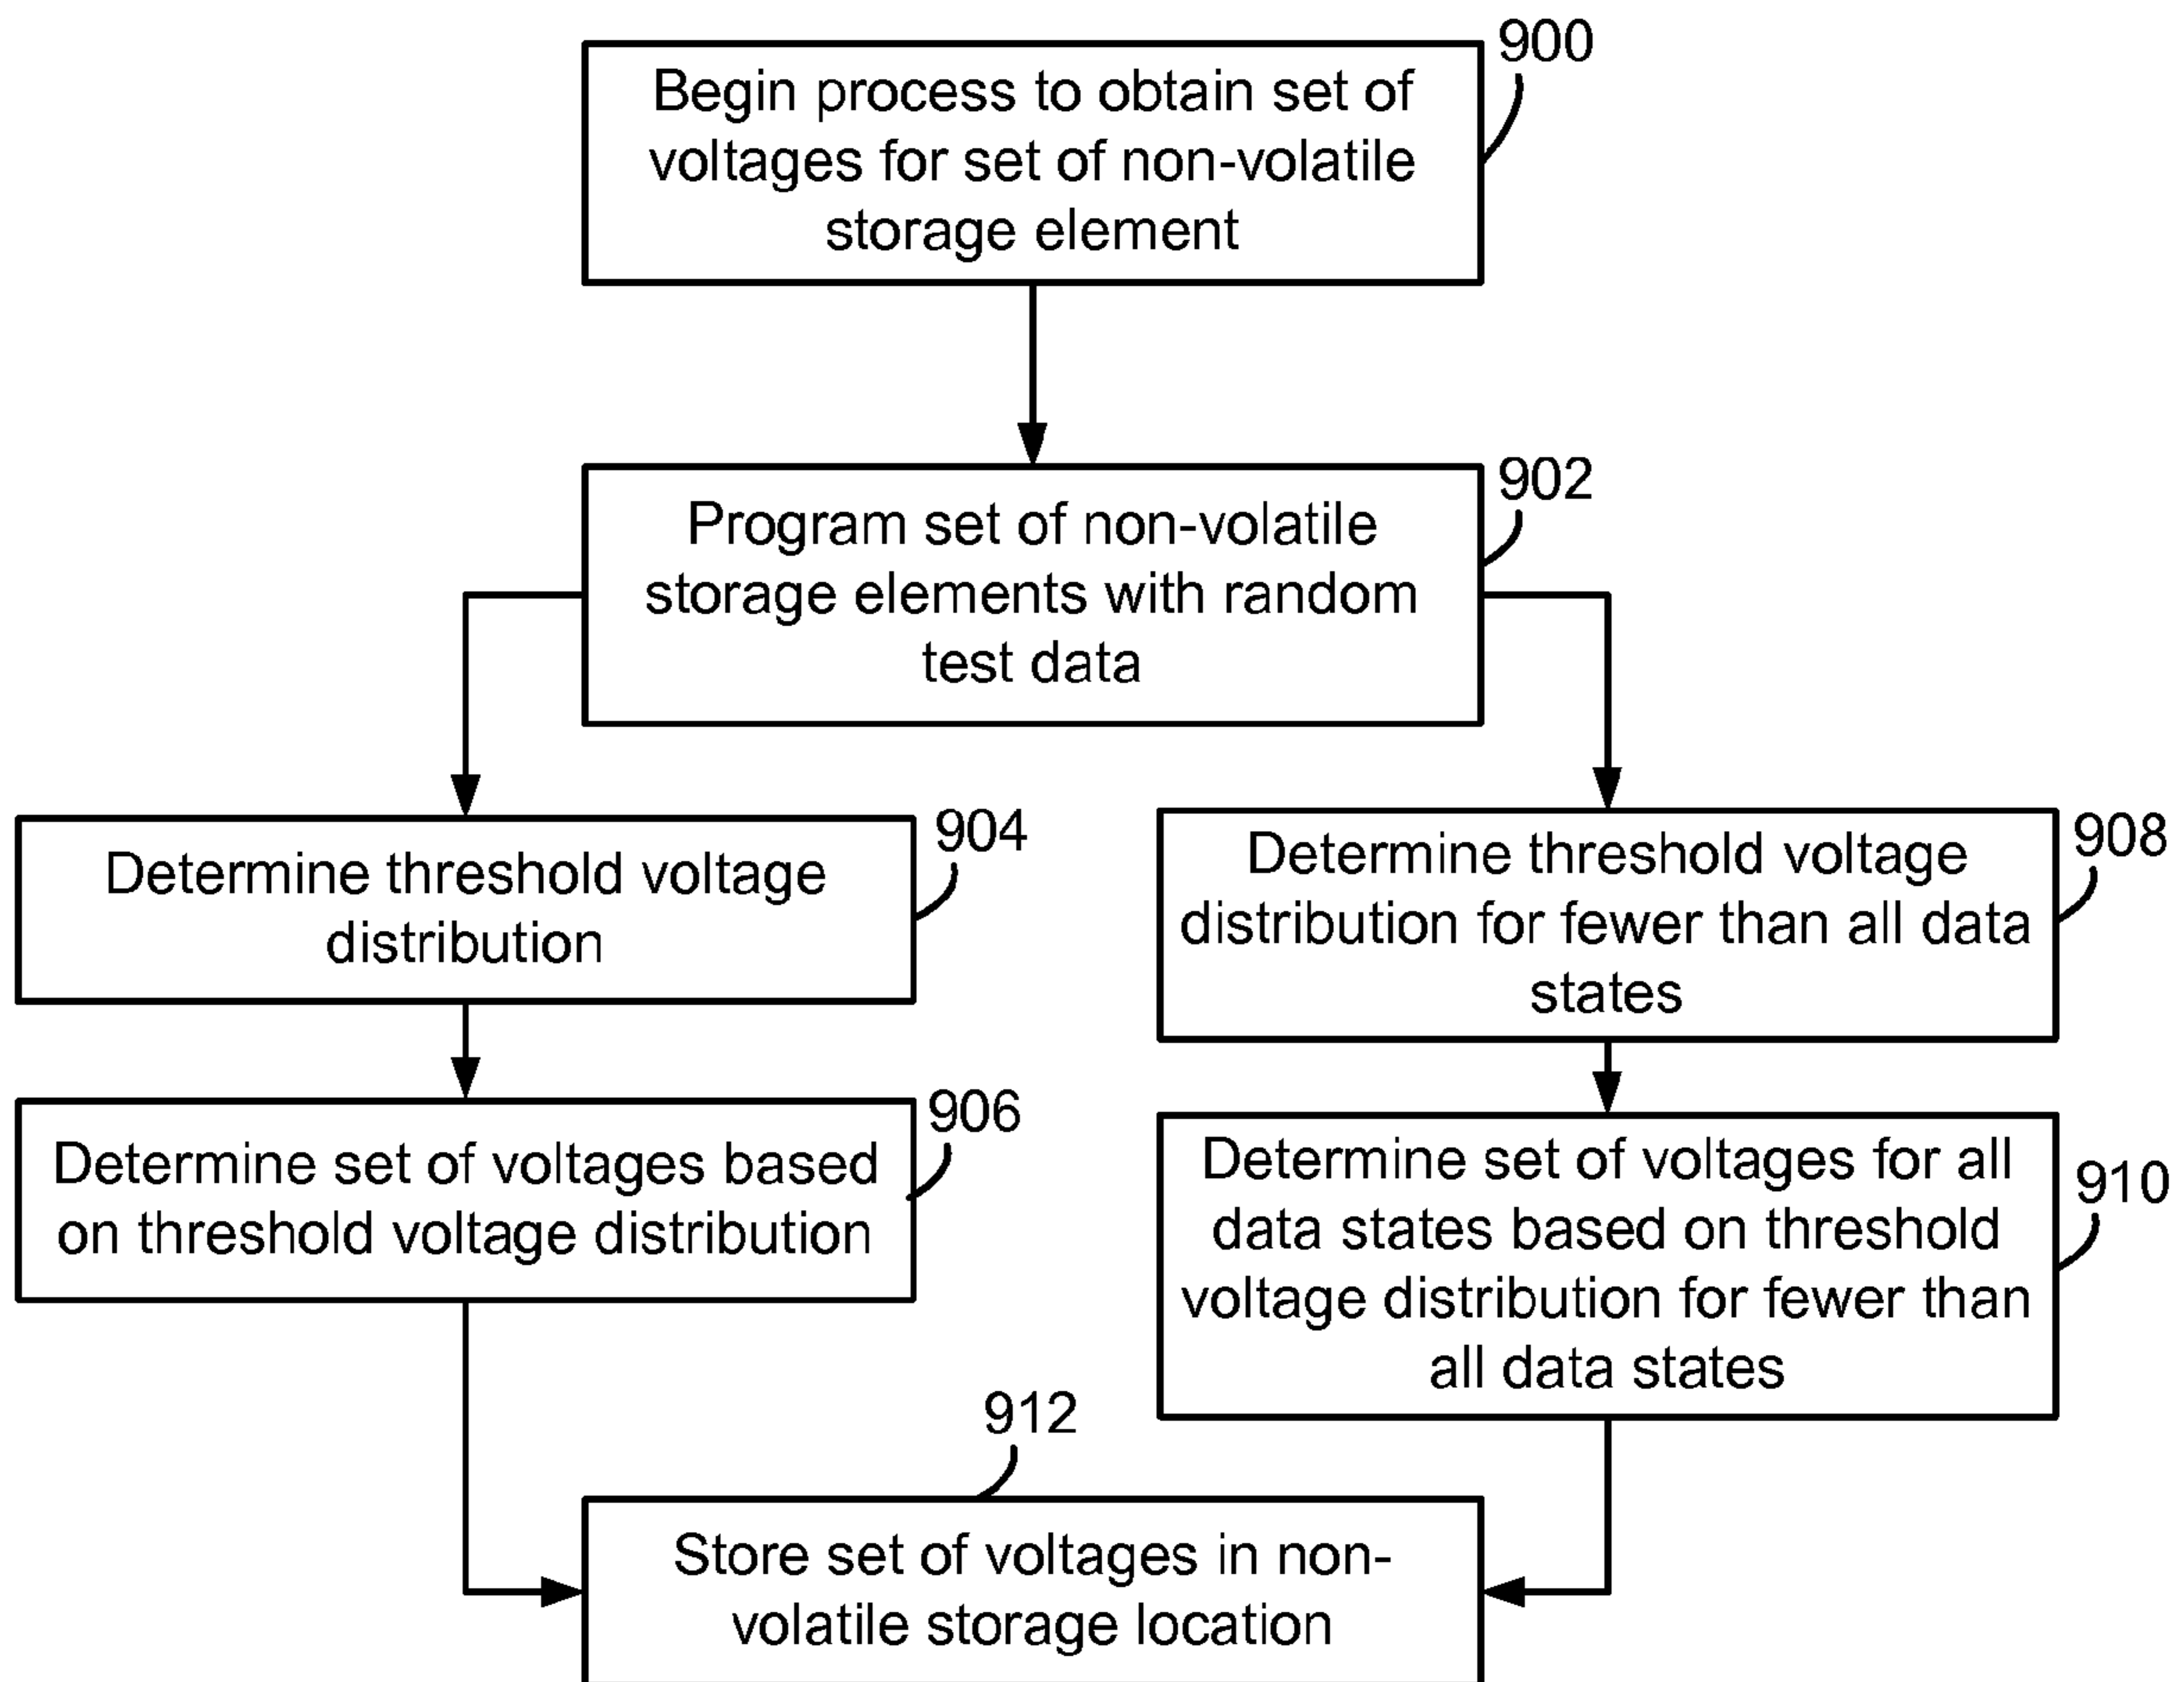 900
Begin process to obtain set of
voltages for set of non-volatile
storage element
902
Program set of non-volatile
storage elements with random
test data
904
Determine threshold voltage
distribution
906
Determine set of voltages based
on threshold voltage distribution
908
Determine threshold voltage
distribution for fewer than all data
states
910
Determine set of voltages for all
data states based on threshold
voltage distribution for fewer than
all data states
912
Store set of voltages in non-
volatile storage location